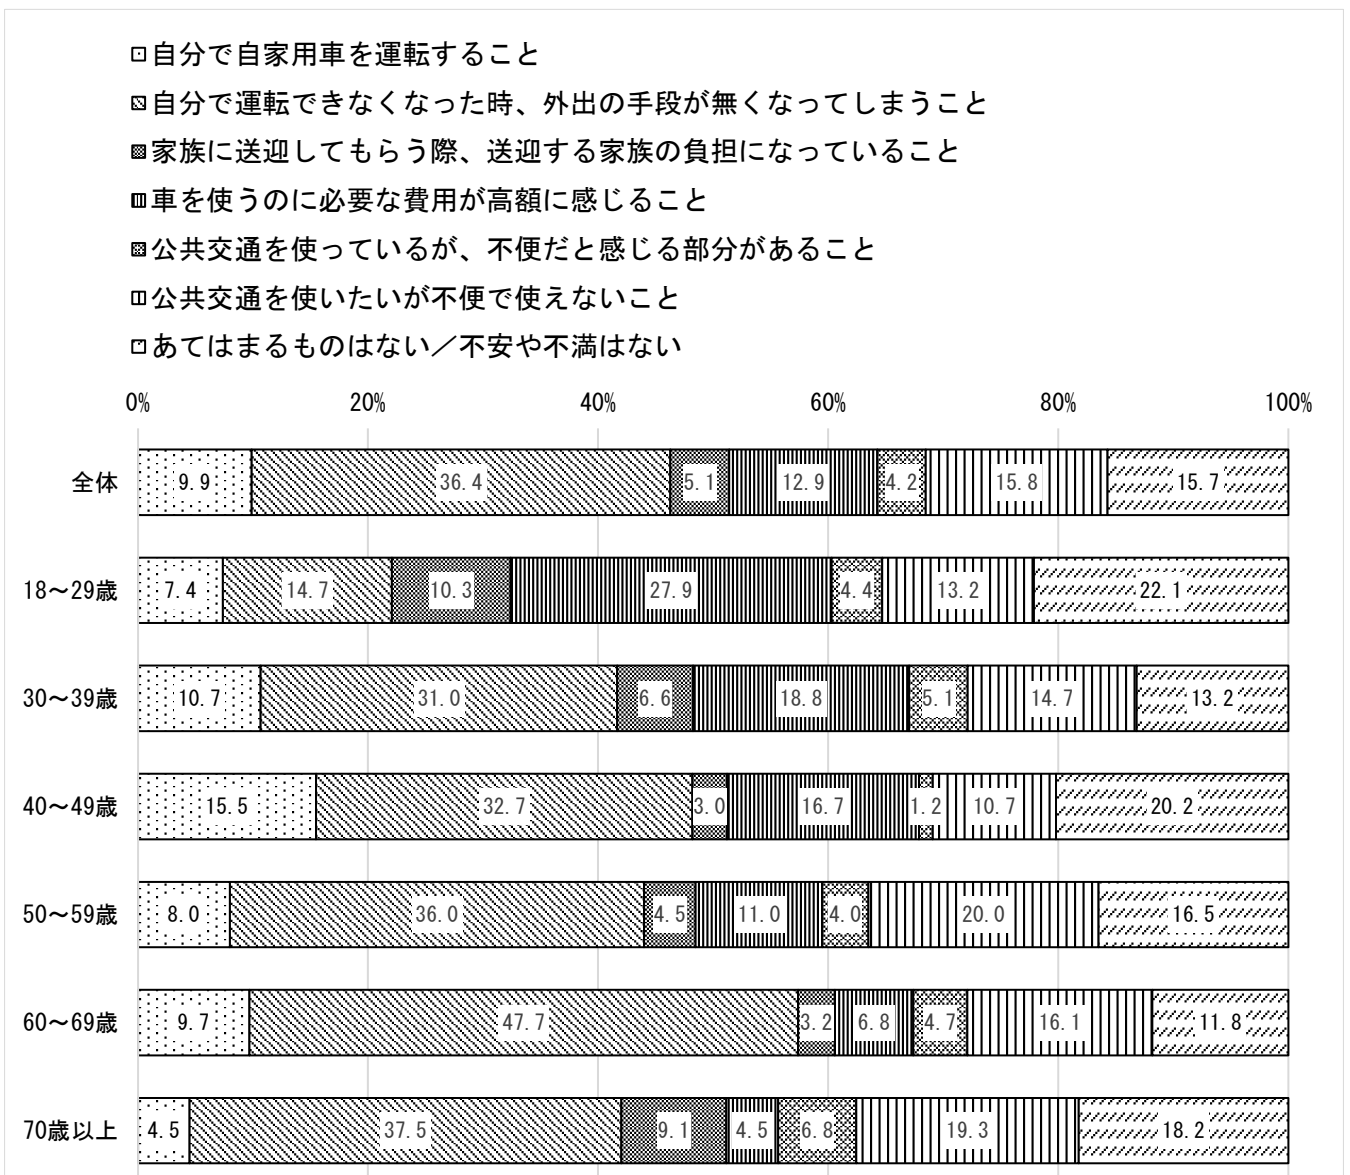 自分で自家用車を運転すること
自分で運転できなくなった時、外出の手段が無くなってしまうこと
家族に送迎してもらう際、送迎する家族の負担になっていること
車を使うのに必要な費用が高額に感じること
公共交通を使っているが、不便だと感じる部分があること
公共交通を使いたいが不便で使えないこと
あてはまるものはない／不安や不満はない
0% 20% 40% 60% 80% 100%
全体 9.9 36.4 5.1 12.9 4.2 15.8 15.7
18～29歳 7.4 14.7 10.3 27.9 4.4 13.2 22.1
30～39歳 10.7 31.0 6.6 18.8 5.1 14.7 13.2
40～49歳 15.5 32.7 3.0 16.7 1.2 10.7 20.2
50～59歳 8.0 36.0 4.5 11.0 4.0 20.0 16.5
60～69歳 9.7 47.7 3.2 6.8 4.7 16.1 11.8
70歳以上 4.5 37.5 9.1 4.5 6.8 19.3 18.2